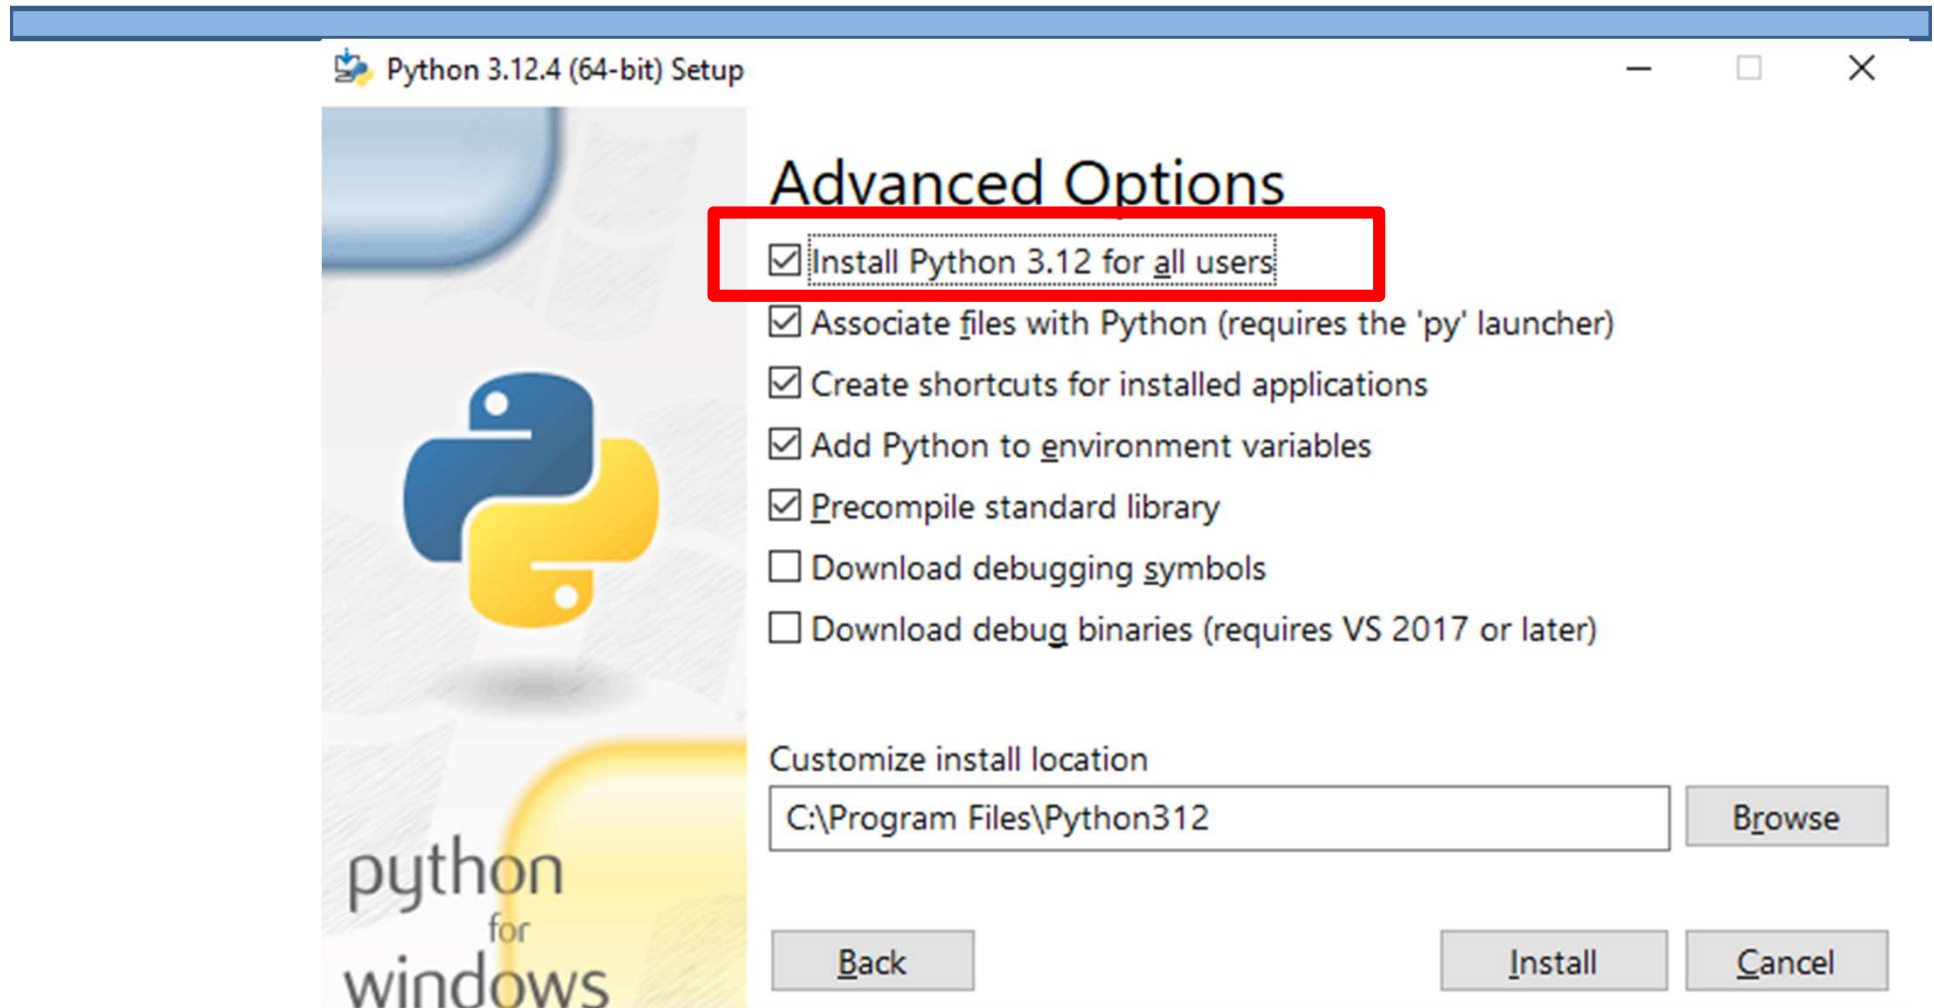 Python 3.12.4 (64-bit) Setup
Advanced Options
Install Python 3.12 for all users
Associate files with Python (requires the 'py' launcher)
Create shortcuts for installed applications
Add Python to environment variables
Precompile standard library
Download debugging symbols
Download debug binaries (requires VS 2017 or later)
Customize install location
C:\Program Files\Python312
Browse
python
for
windows
Back
Install
Cancel